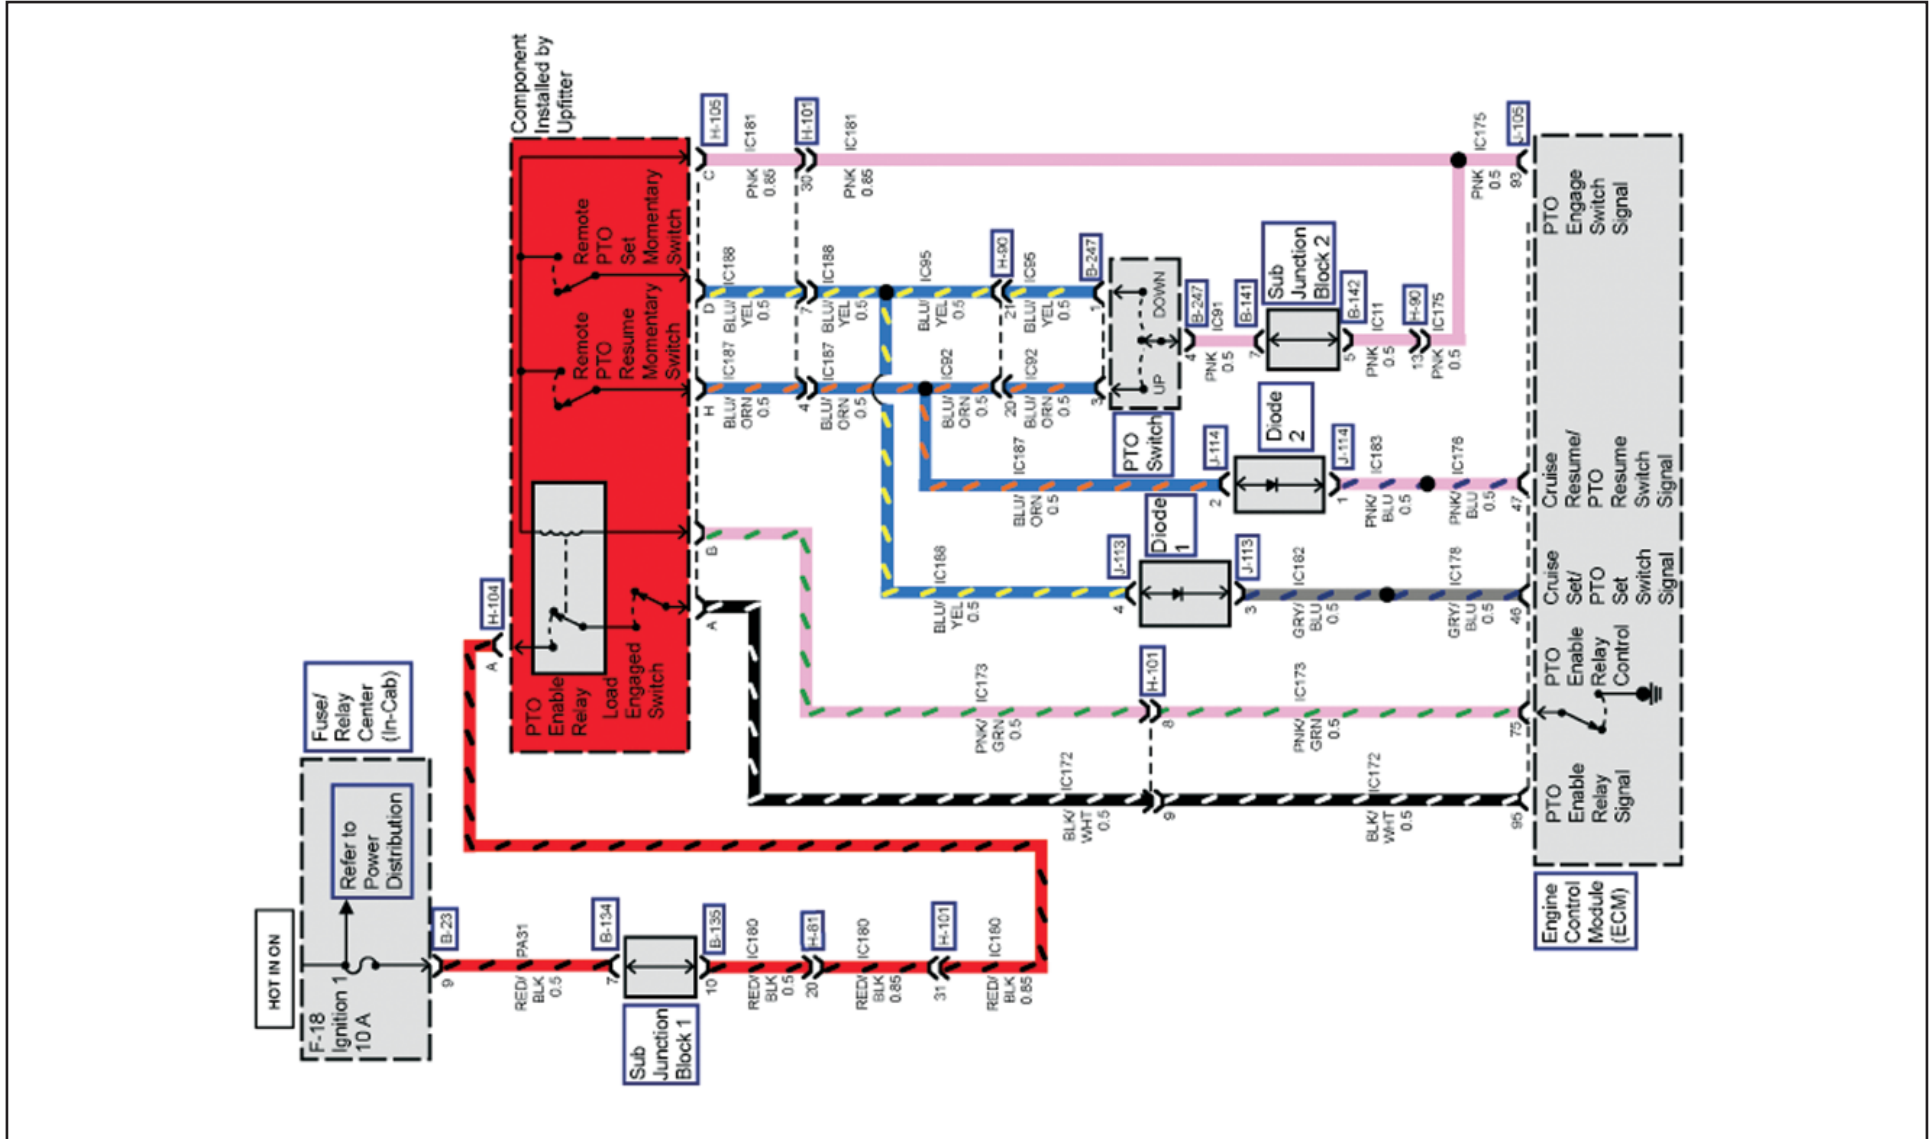 HOT IN ON
F-18
Ignition 1
10 A
Refer to
Power
Distribution
Fuse/
Relay
Center
(In-Cab)
B-23
9
PA31
RED/
BLK
0.5
B-134
7
Sub
Junction
Block 1
B-135
10
IC180
RED/
BLK
0.5
H-81
20
IC180
RED/
BLK
0.85
H-101
31
IC180
RED/
BLK
0.85
H-104
A
PTO
Enable
Relay
Load
Engaged
Switch
Remote
PTO
Resume
Momentary
Switch
Remote
PTO
Set
Momentary
Switch
Component
Installed by
Upfitter
A
B
H
IC187
BLU/
ORN
0.5
D
IC188
BLU/
YEL
0.5
C
H-105
IC181
PNK
0.85
4
IC187
BLU/
ORN
0.5
7
IC188
BLU/
YEL
0.5
30
H-101
IC181
PNK
0.85
IC92
BLU/
ORN
0.5
IC95
BLU/
YEL
0.5
20
IC92
BLU/
ORN
0.5
21
H-90
IC95
BLU/
YEL
0.5
3
1
B-247
UP
DOWN
PTO
Switch
4
B-247
IC91
PNK
0.5
7
B-141
Sub
Junction
Block 2
5
B-142
IC11
PNK
0.5
13
H-90
IC175
PNK
0.5
IC187
BLU/
ORN
0.5
2
J-114
Diode
2
1
J-114
IC183
PNK/
BLU
0.5
IC176
PNK/
BLU
0.5
47
IC188
BLU/
YEL
0.5
4
J-113
Diode
1
3
J-113
IC182
GRY/
BLU
0.5
IC178
GRY/
BLU
0.5
46
IC173
PNK/
GRN
0.5
H-101
8
IC173
PNK/
GRN
0.5
75
IC172
BLK/
WHT
0.5
9
IC172
BLK/
WHT
0.5
95
IC175
PNK
0.5
93
J-105
PTO
Enable
Relay
Signal
PTO
Enable
Relay
Control
Cruise
Set/
PTO
Set
Switch
Signal
Cruise
Resume/
PTO
Resume
Switch
Signal
PTO
Engage
Switch
Signal
Engine
Control
Module
(ECM)